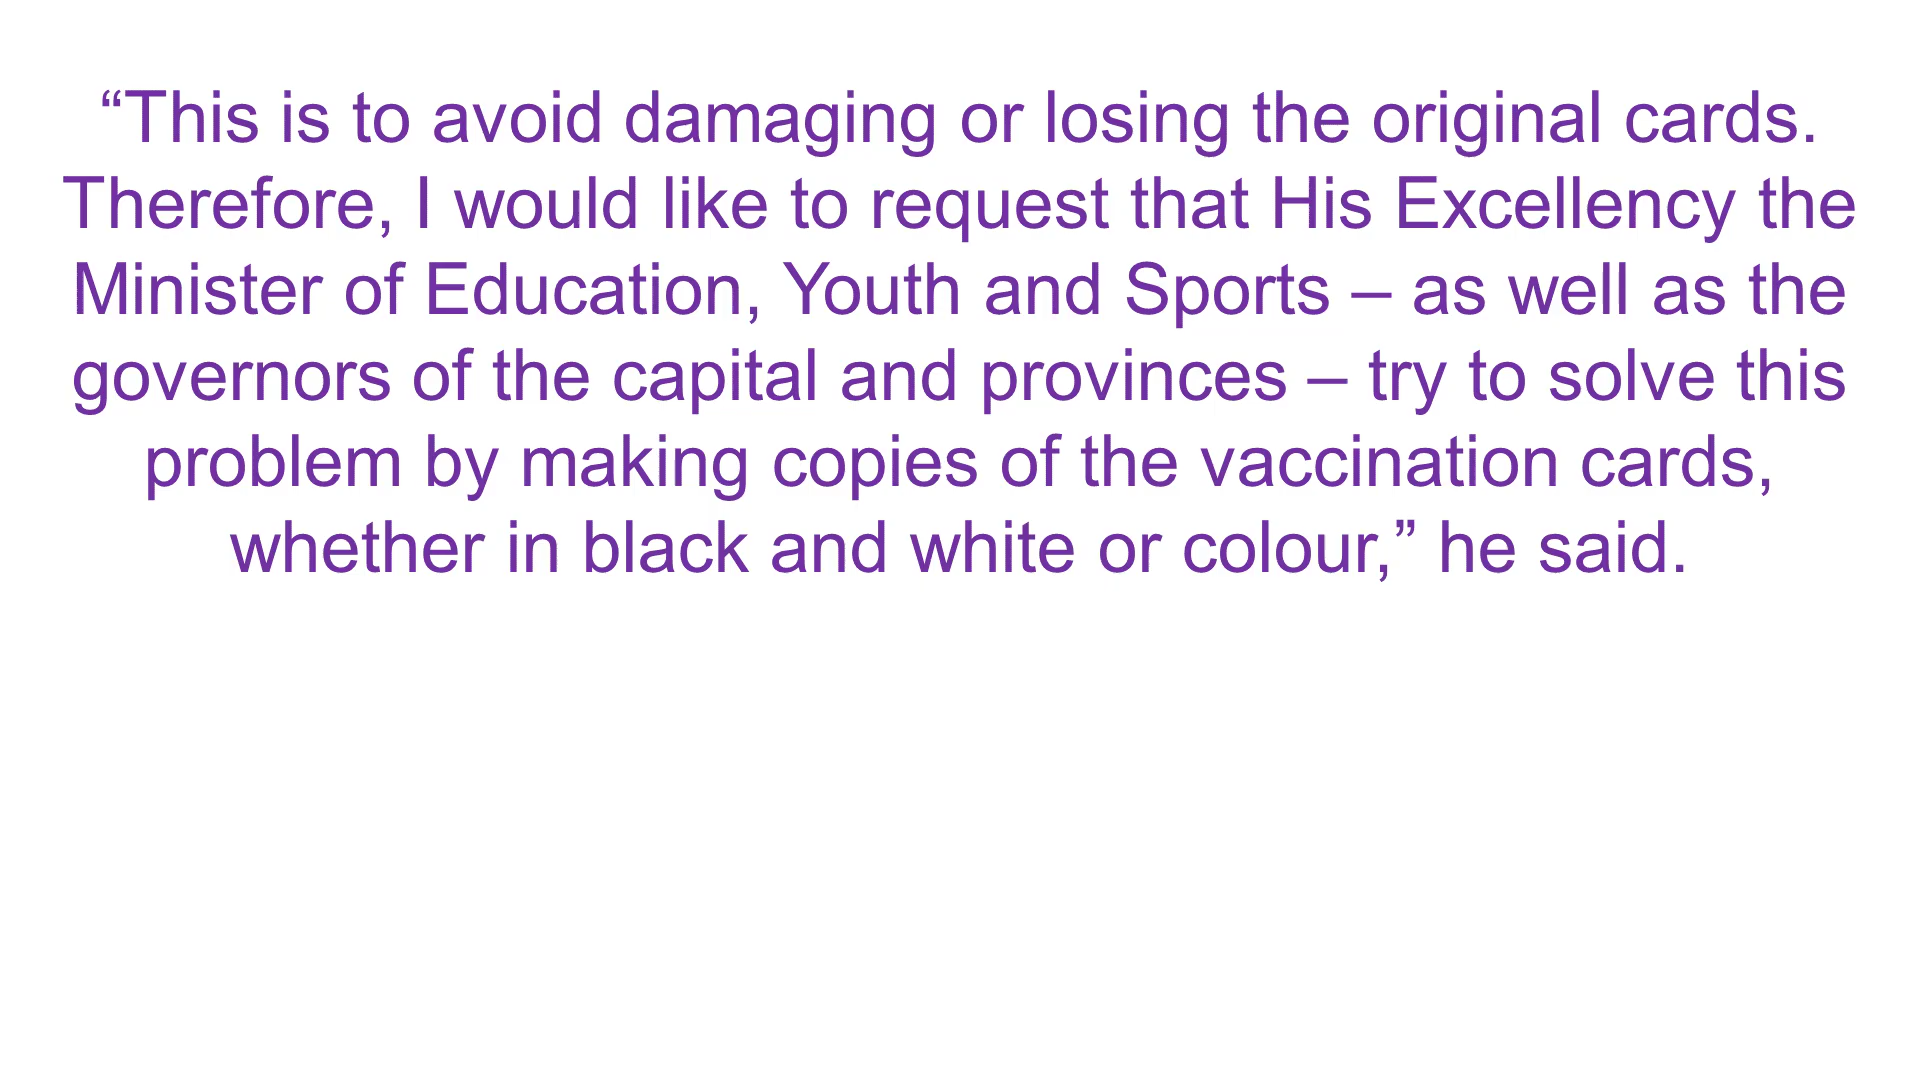 “This is to avoid damaging or losing the original cards.
Therefore, I would like to request that His Excellency the
Minister of Education, Youth and Sports – as well as the
governors of the capital and provinces – try to solve this
problem by making copies of the vaccination cards,
whether in black and white or colour,” he said.